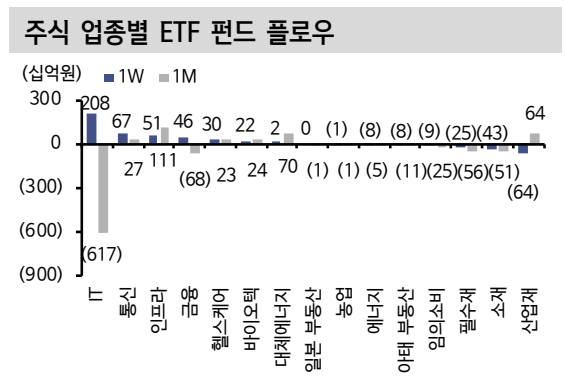 주식 업종별 ETF 펀드 플로우
(십억원)
1W 1M
300
0
(300)
(600)
(900)
208 67 51 46 30 22 2 0 (1) (8) (8) (9) (25) (43) 64
(617) 27 111 (68) 23 24 70 (1) (1) (5) (11) (25) (56) (51) (64)
IT
통신
인프라
금융
헬스케어
바이오텍
대체에너지
일본 부동산
농업
에너지
아태 부동산
임의소비
필수재
소재
산업재